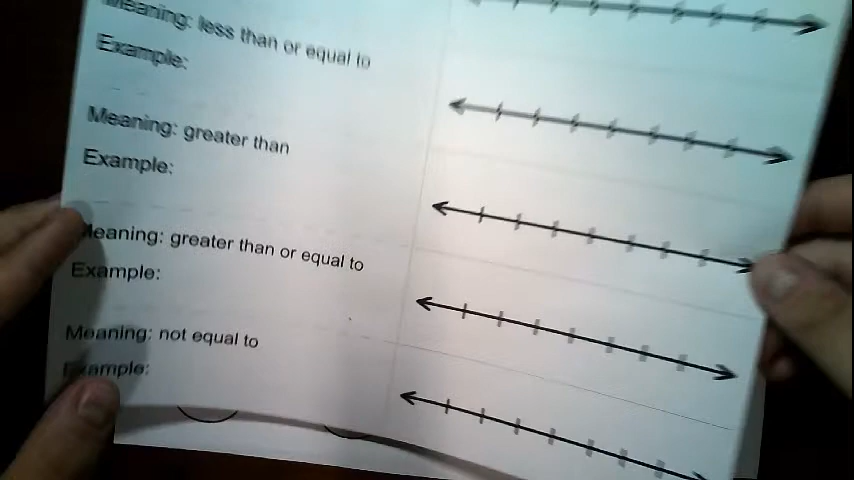 Meaning: less than or equal to
Example:
Meaning: greater than
Example:
Meaning: greater than or equal to
Example:
Meaning: not equal to
Example: